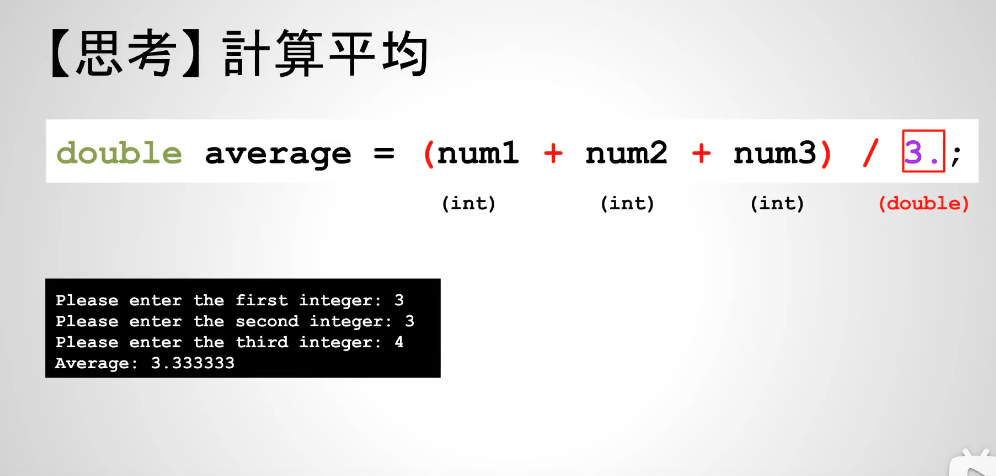 【思考】計算平均
double average = (num1 + num2 + num3) / 3.;
(int) (int) (int) (double)
Please enter the first integer: 3
Please enter the second integer: 3
Please enter the third integer: 4
Average: 3.333333